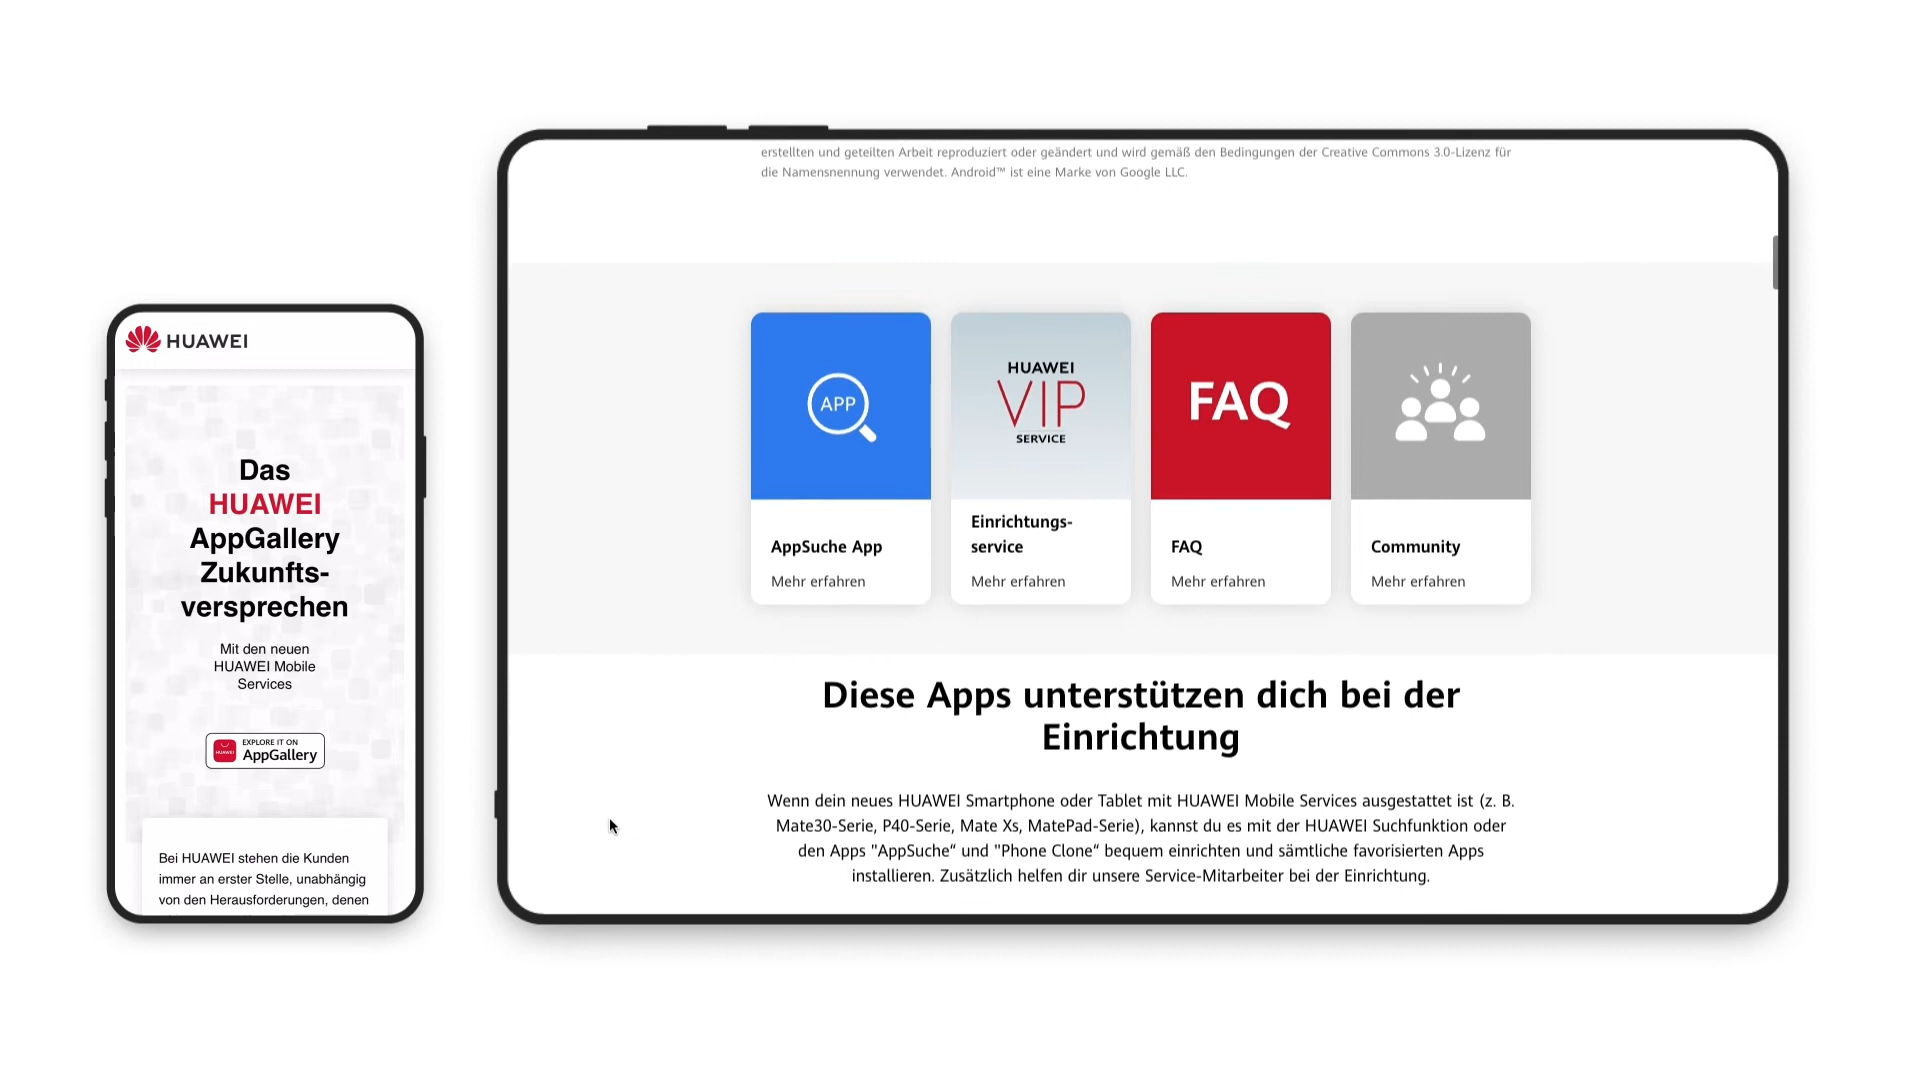 HUAWEI
Das
HUAWEI
AppGallery
Zukunfts-
versprechen
Mit den neuen
HUAWEI Mobile
Services
HUAWEI
EXPLORE IT ON
AppGallery
Bei HUAWEI stehen die Kunden
immer an erster Stelle, unabhängig
von den Herausforderungen, denen
erstellten und geteilten Arbeit reproduziert oder geändert und wird gemäß den Bedingungen der Creative Commons 3.0-Lizenz für
die Namensnennung verwendet. Android™ ist eine Marke von Google LLC.
APP
AppSuche App
Mehr erfahren
HUAWEI
VIP
SERVICE
Einrichtungs-
service
Mehr erfahren
FAQ
FAQ
Mehr erfahren
Community
Mehr erfahren
Diese Apps unterstützen dich bei der
Einrichtung
Wenn dein neues HUAWEI Smartphone oder Tablet mit HUAWEI Mobile Services ausgestattet ist (z. B.
Mate30-Serie, P40-Serie, Mate Xs, MatePad-Serie), kannst du es mit der HUAWEI Suchfunktion oder
den Apps "AppSuche“ und "Phone Clone“ bequem einrichten und sämtliche favorisierten Apps
installieren. Zusätzlich helfen dir unsere Service-Mitarbeiter bei der Einrichtung.